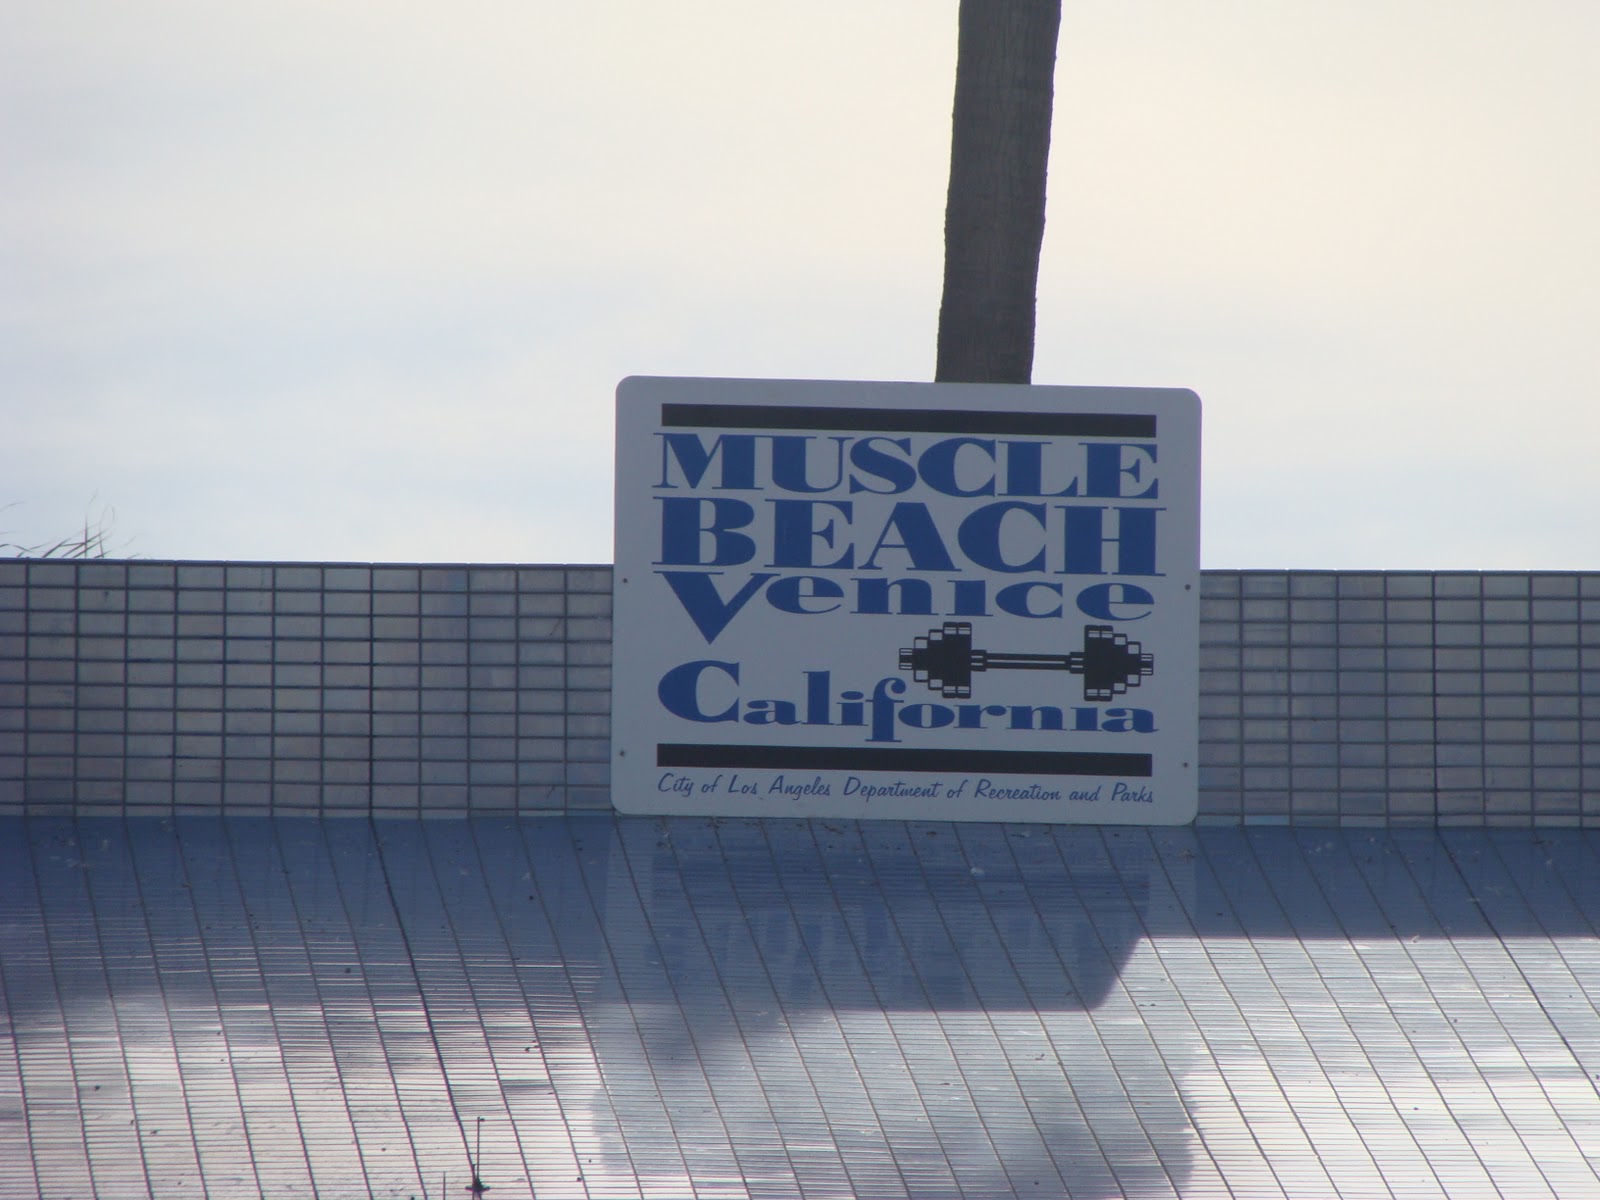 MUSCLE
BEACH
Venice
California
City of Los Angeles Department of Recreation and Parks